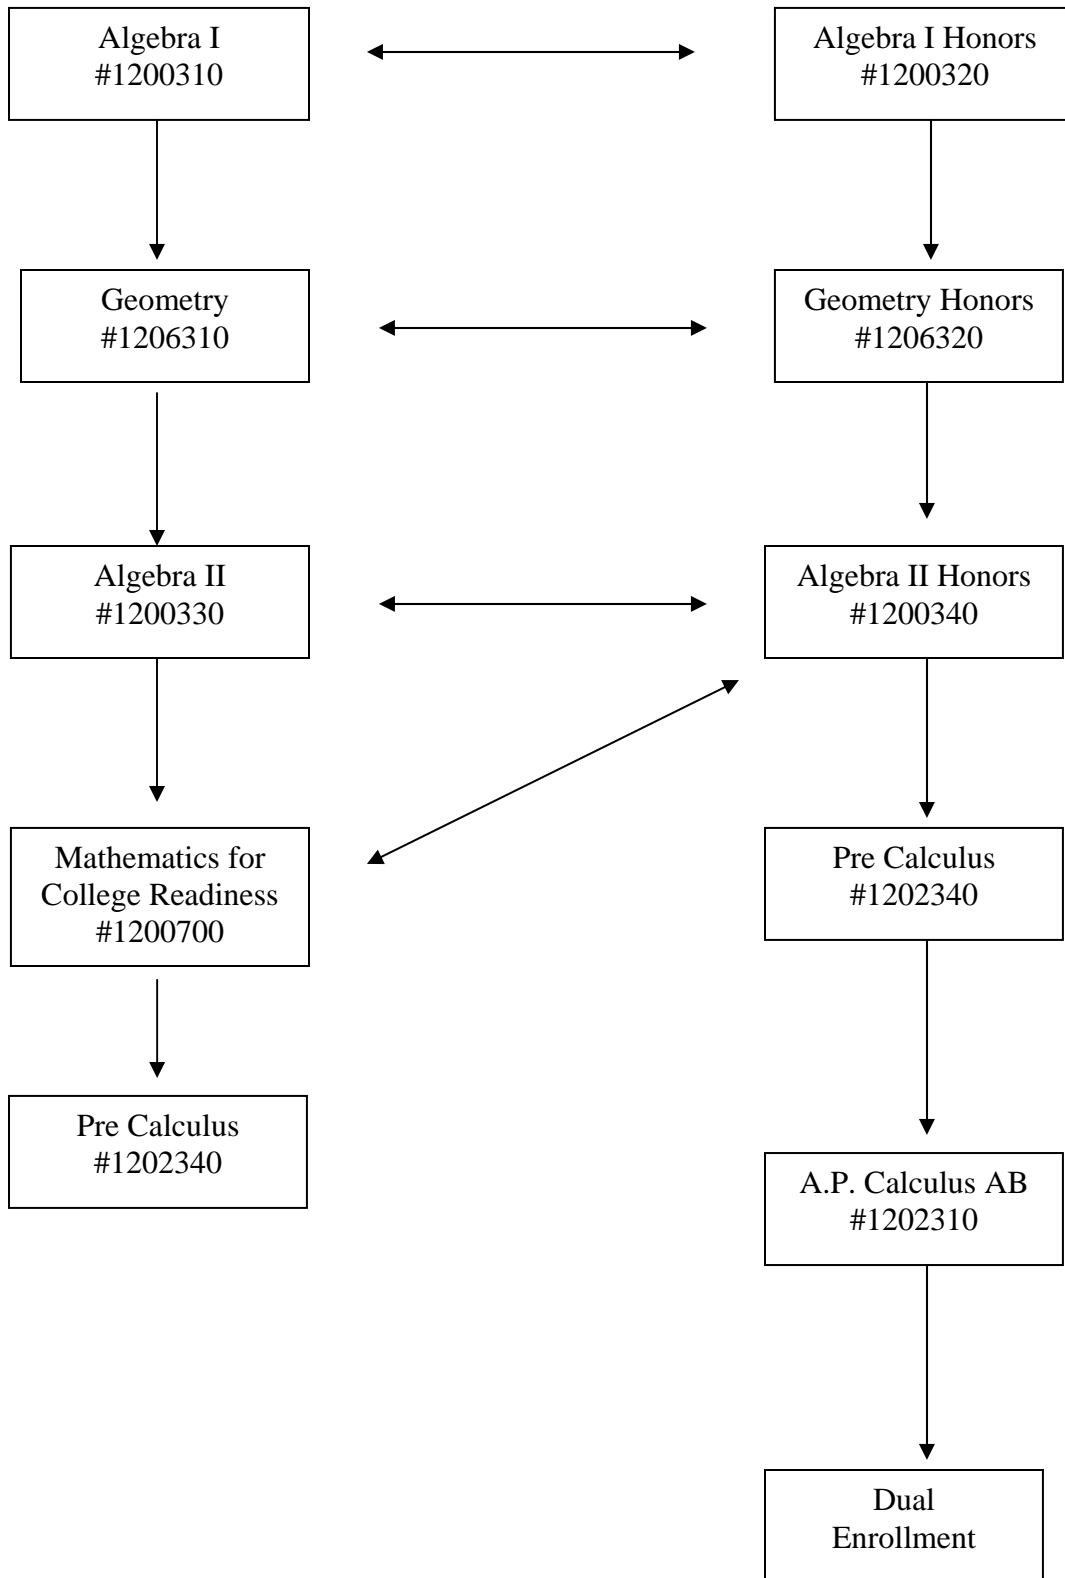 Algebra I
#1200310
Algebra I Honors
#1200320
Geometry
#1206310
Geometry Honors
#1206320
Algebra II
#1200330
Algebra II Honors
#1200340
Mathematics for
College Readiness
#1200700
Pre Calculus
#1202340
Pre Calculus
#1202340
A.P. Calculus AB
#1202310
Dual
Enrollment